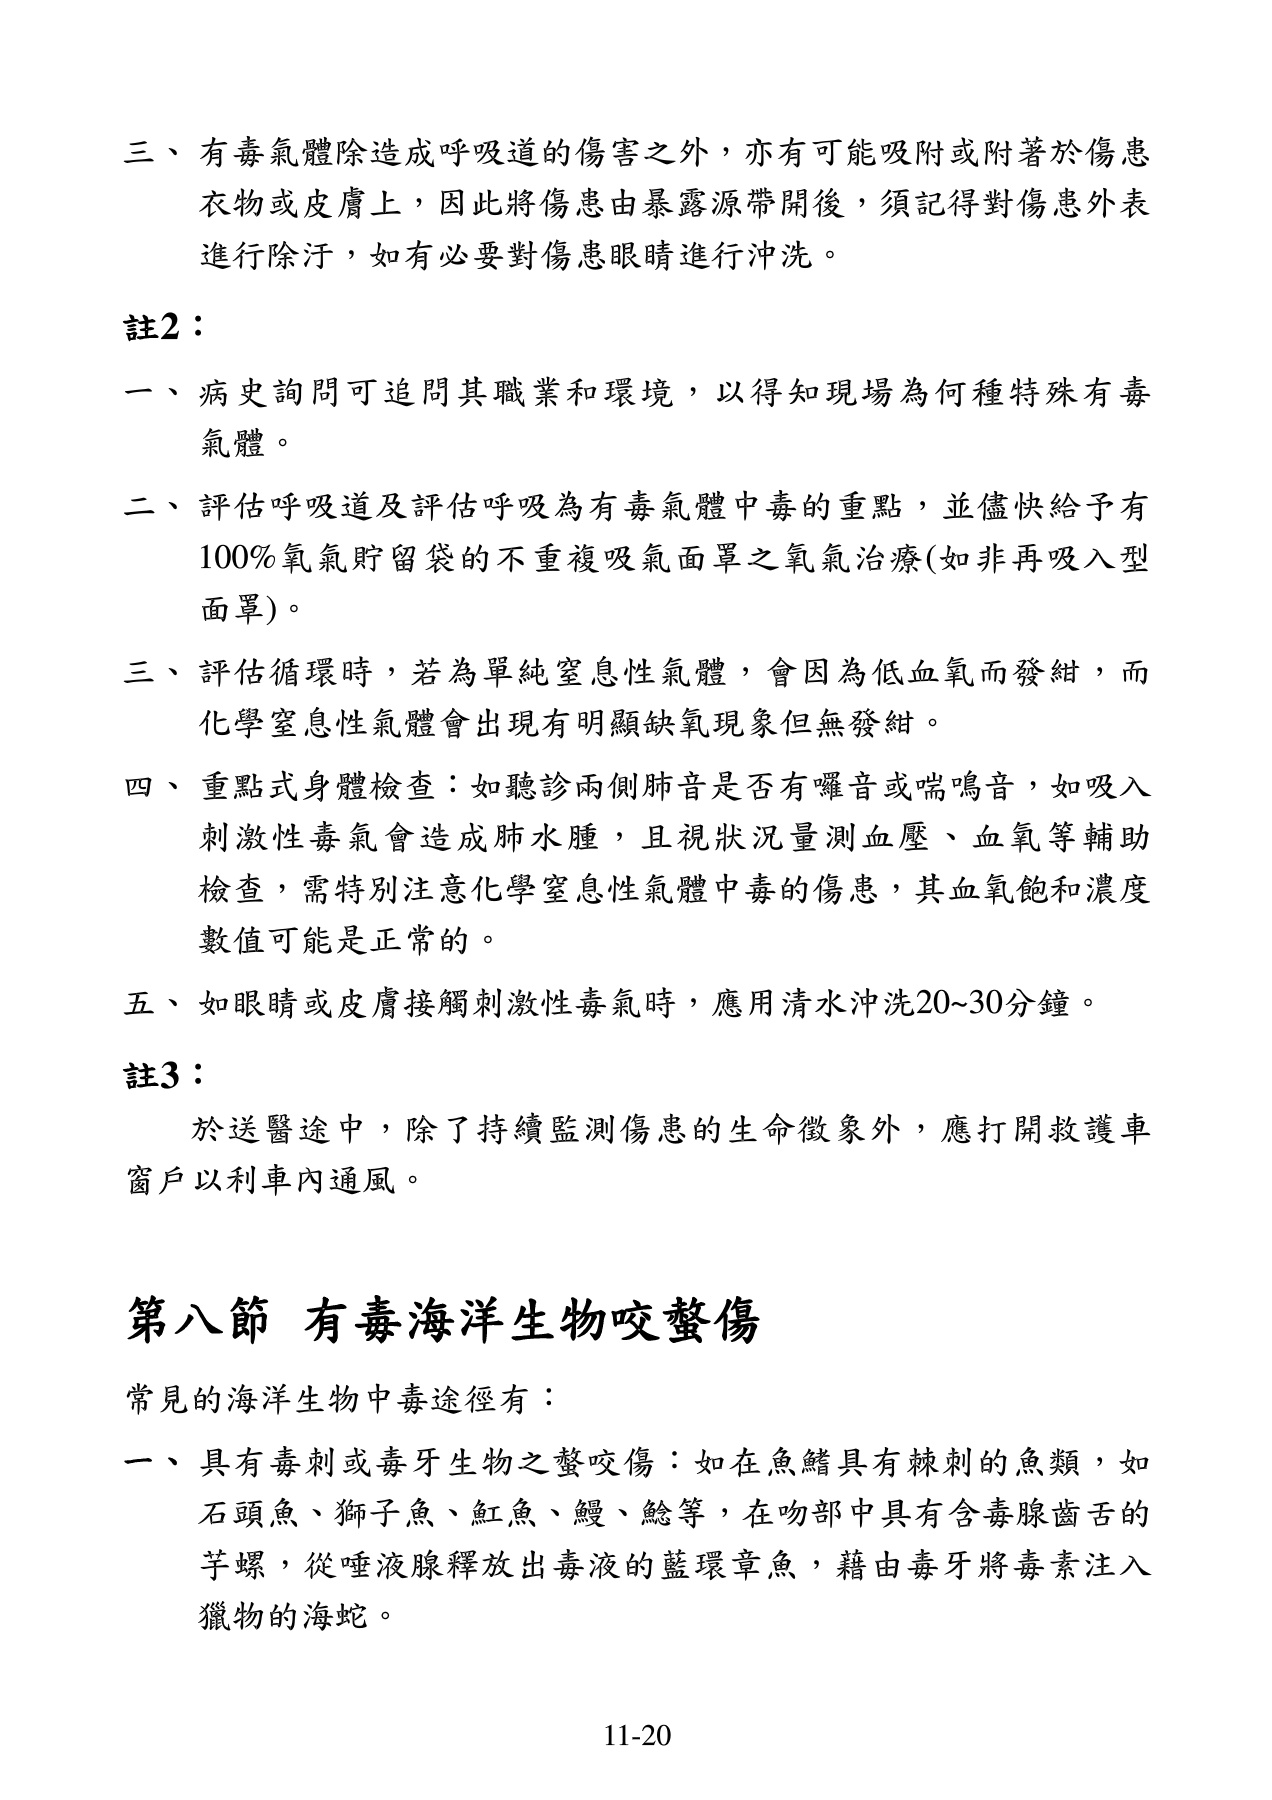 三、 有毒氣體除造成呼吸道的傷害之外，亦有可能吸附或附著於傷患
衣物或皮膚上，因此將傷患由暴露源帶開後，須記得對傷患外表
進行除汙，如有必要對傷患眼睛進行沖洗。
註2：
一、 病史詢問可追問其職業和環境，以得知現場為何種特殊有毒
氣體。
二、 評估呼吸道及評估呼吸為有毒氣體中毒的重點，並儘快給予有
100%氧氣貯留袋的不重複吸氣面罩之氧氣治療(如非再吸入型
面罩)。
三、 評估循環時，若為單純窒息性氣體，會因為低血氧而發紺，而
化學窒息性氣體會出現有明顯缺氧現象但無發紺。
四、 重點式身體檢查：如聽診兩側肺音是否有囉音或喘鳴音，如吸入
刺激性毒氣會造成肺水腫，且視狀況量測血壓、血氧等輔助
檢查，需特別注意化學窒息性氣體中毒的傷患，其血氧飽和濃度
數值可能是正常的。
五、 如眼睛或皮膚接觸刺激性毒氣時，應用清水沖洗20~30分鐘。
註3：
於送醫途中，除了持續監測傷患的生命徵象外，應打開救護車
窗戶以利車內通風。
第八節 有毒海洋生物咬螫傷
常見的海洋生物中毒途徑有：
一、 具有毒刺或毒牙生物之螫咬傷：如在魚鰭具有棘刺的魚類，如
石頭魚、獅子魚、魟魚、鰻、鯰等，在吻部中具有含毒腺齒舌的
芋螺，從唾液腺釋放出毒液的藍環章魚，藉由毒牙將毒素注入
獵物的海蛇。
11-20